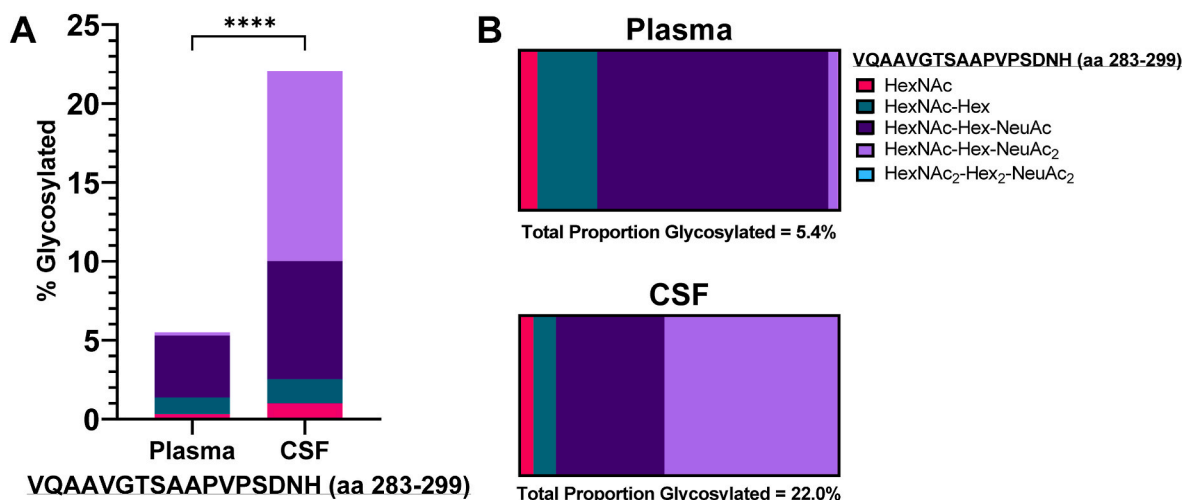 A
****
25
20
15
10
5
0
% Glycosylated
Plasma
CSF
VQAAVGTSAAPVPSDNH (aa 283-299)
B
Plasma
Total Proportion Glycosylated = 5.4%
CSF
Total Proportion Glycosylated = 22.0%
VQAAVGTSAAPVPSDNH (aa 283-299)
HexNAc
HexNAc-Hex
HexNAc-Hex-NeuAc
HexNAc-Hex-NeuAc₂
HexNAc₂-Hex₂-NeuAc₂